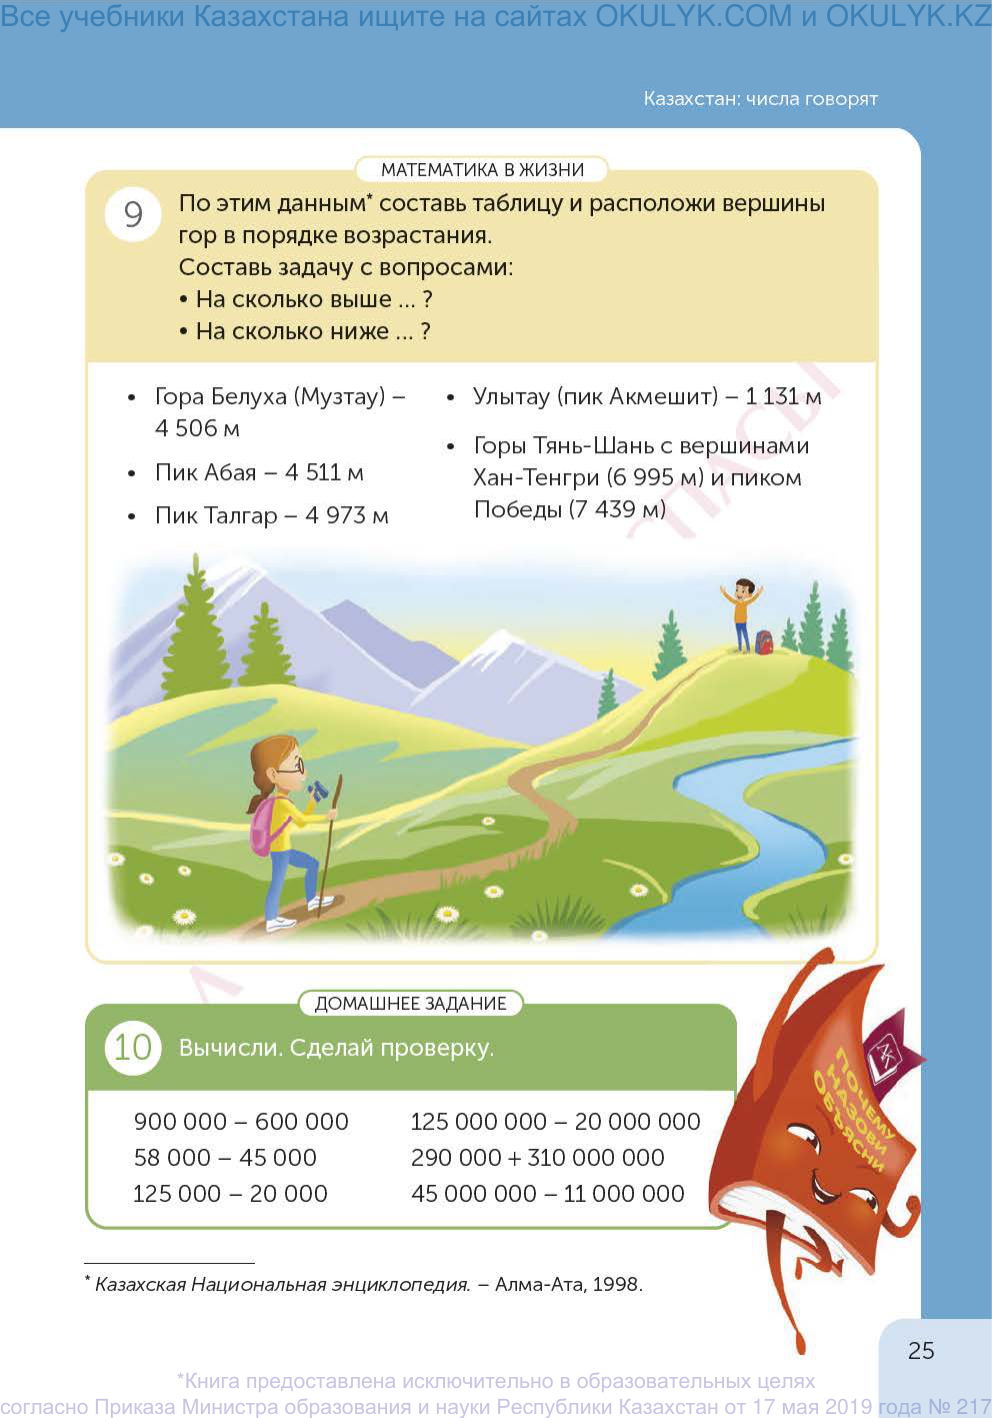 Все учебники Казахстана ищите на сайтах OKULYK.COM и OKULYK.KZ
Казахстан: числа говорят
МАТЕМАТИКА В ЖИЗНИ
9
По этим данным* составь таблицу и расположи вершины
гор в порядке возрастания.
Составь задачу с вопросами:
• На сколько выше ... ?
• На сколько ниже ... ?
• Гора Белуха (Музтау) –
4 506 м
• Пик Абая – 4 511 м
• Пик Талгар – 4 973 м
• Улытау (пик Акмешит) – 1 131 м
• Горы Тянь-Шань с вершинами
Хан-Тенгри (6 995 м) и пиком
Победы (7 439 м)
ДОМАШНЕЕ ЗАДАНИЕ
10 Вычисли. Сделай проверку.
900 000 – 600 000
58 000 – 45 000
125 000 – 20 000
125 000 000 – 20 000 000
290 000 + 310 000 000
45 000 000 – 11 000 000
ПОЧЕМУ
НАЗОВИ
ОБЪЯСНИ
* Казахская Национальная энциклопедия. – Алма-Ата, 1998.
25
*Книга предоставлена исключительно в образовательных целях
согласно Приказа Министра образования и науки Республики Казахстан от 17 мая 2019 года № 217